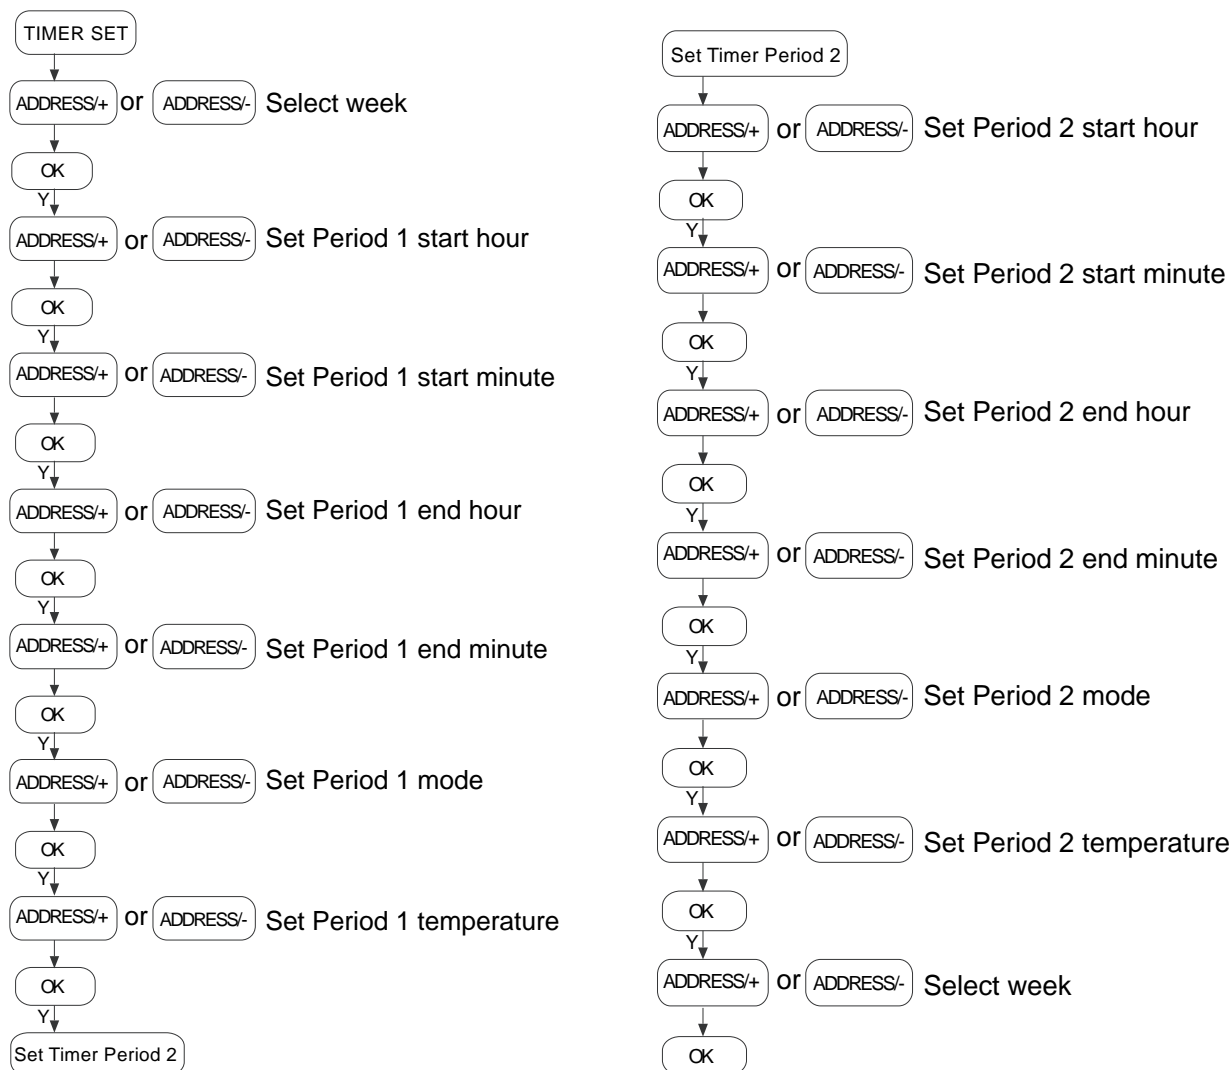 TIMER SET
ADDRESS/+ or ADDRESS/- Select week
OK
Y
ADDRESS/+ or ADDRESS/- Set Period 1 start hour
OK
Y
ADDRESS/+ or ADDRESS/- Set Period 1 start minute
OK
Y
ADDRESS/+ or ADDRESS/- Set Period 1 end hour
OK
Y
ADDRESS/+ or ADDRESS/- Set Period 1 end minute
OK
Y
ADDRESS/+ or ADDRESS/- Set Period 1 mode
OK
Y
ADDRESS/+ or ADDRESS/- Set Period 1 temperature
OK
Y
Set Timer Period 2
Set Timer Period 2
ADDRESS/+ or ADDRESS/- Set Period 2 start hour
OK
Y
ADDRESS/+ or ADDRESS/- Set Period 2 start minute
OK
Y
ADDRESS/+ or ADDRESS/- Set Period 2 end hour
OK
Y
ADDRESS/+ or ADDRESS/- Set Period 2 end minute
OK
Y
ADDRESS/+ or ADDRESS/- Set Period 2 mode
OK
Y
ADDRESS/+ or ADDRESS/- Set Period 2 temperature
OK
Y
ADDRESS/+ or ADDRESS/- Select week
OK